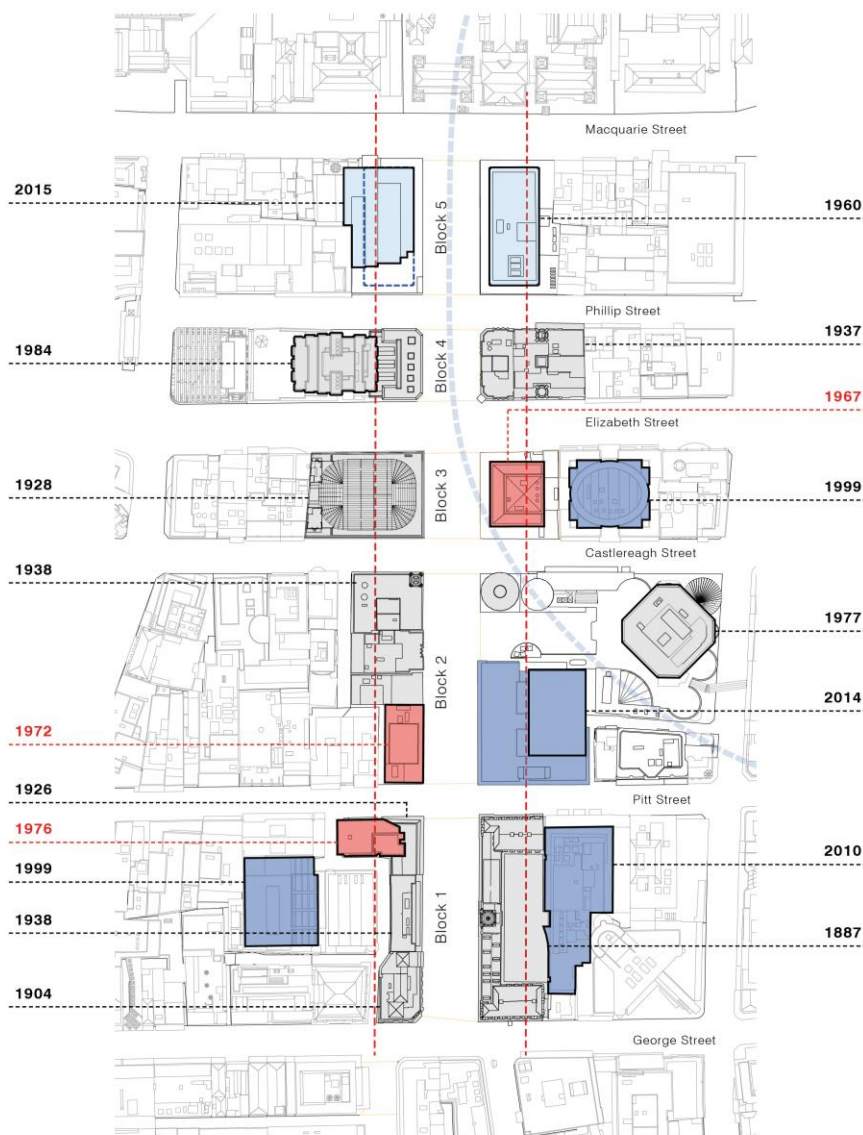 Macquarie Street
2015
Block 5
1960
Phillip Street
1984
Block 4
1937
1967
Elizabeth Street
1928
Block 3
1999
Castlereagh Street
1938
1977
Block 2
2014
1972
1926
Pitt Street
1976
2010
1999
Block 1
1938
1887
1904
George Street